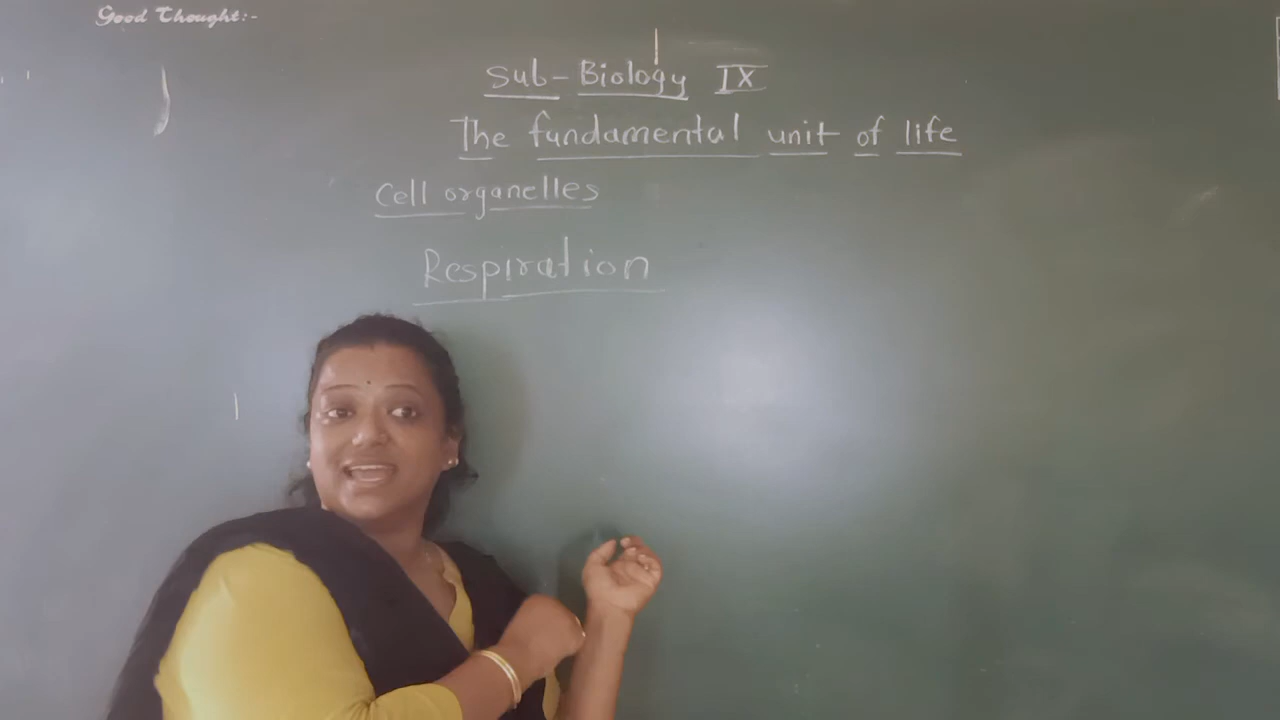 Good Thought:-
Sub- Biology IX
The fundamental unit of life
Cell organelles
Respiration